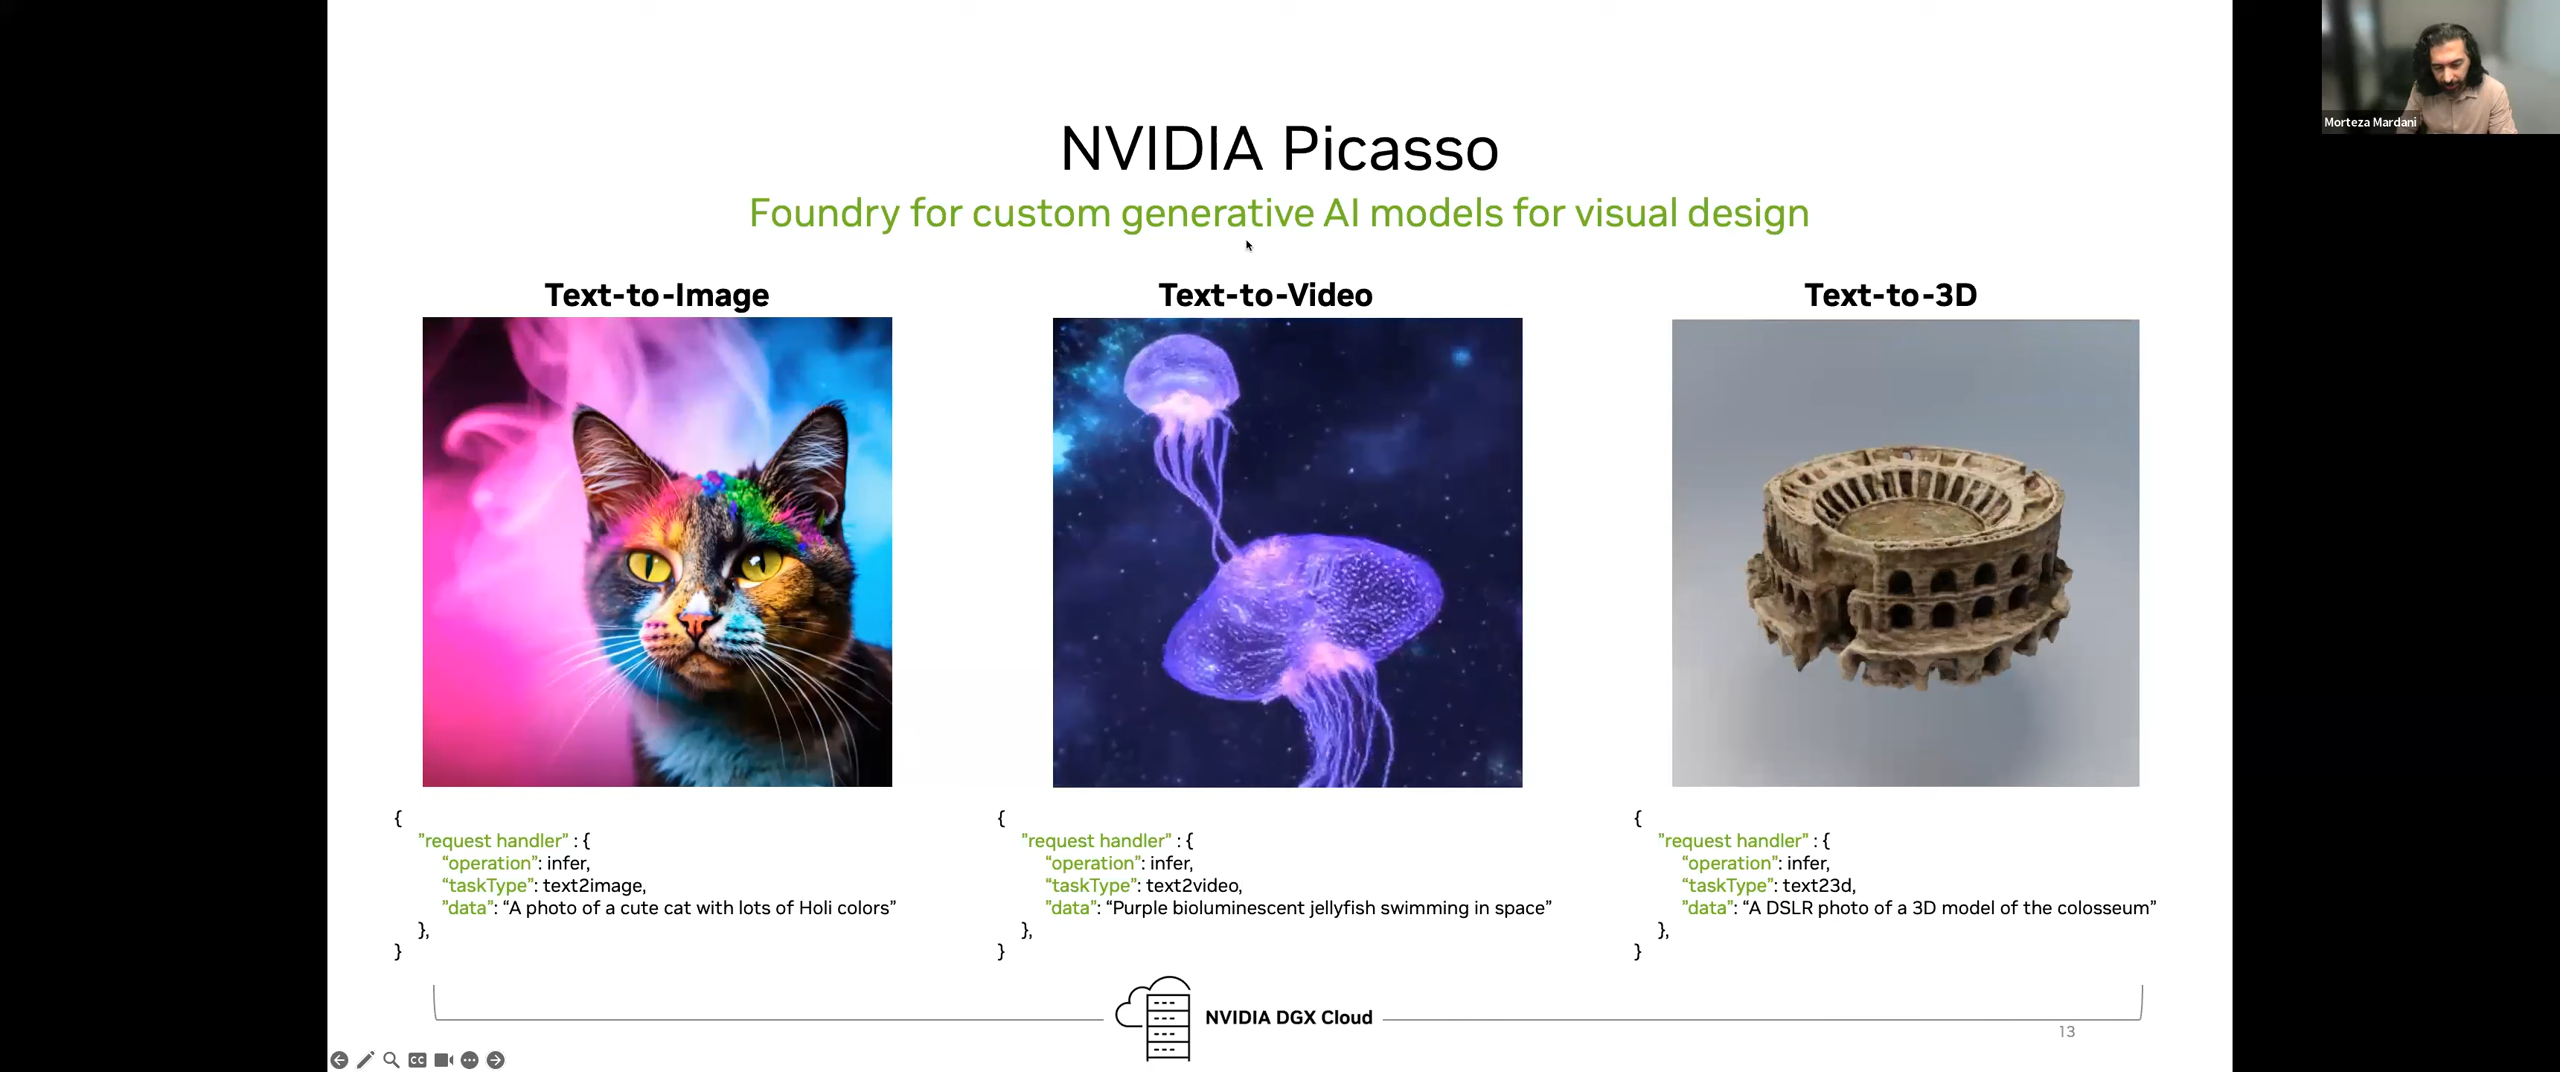 Morteza Mardani
NVIDIA Picasso
Foundry for custom generative AI models for visual design
Text-to-Image
Text-to-Video
Text-to-3D
{
"request handler" : {
"operation": infer,
"taskType": text2image,
"data": "A photo of a cute cat with lots of Holi colors"
},
}
{
"request handler" : {
"operation": infer,
"taskType": text2video,
"data": "Purple bioluminescent jellyfish swimming in space"
},
}
{
"request handler" : {
"operation": infer,
"taskType": text23d,
"data": "A DSLR photo of a 3D model of the colosseum"
},
}
NVIDIA DGX Cloud
13
CC